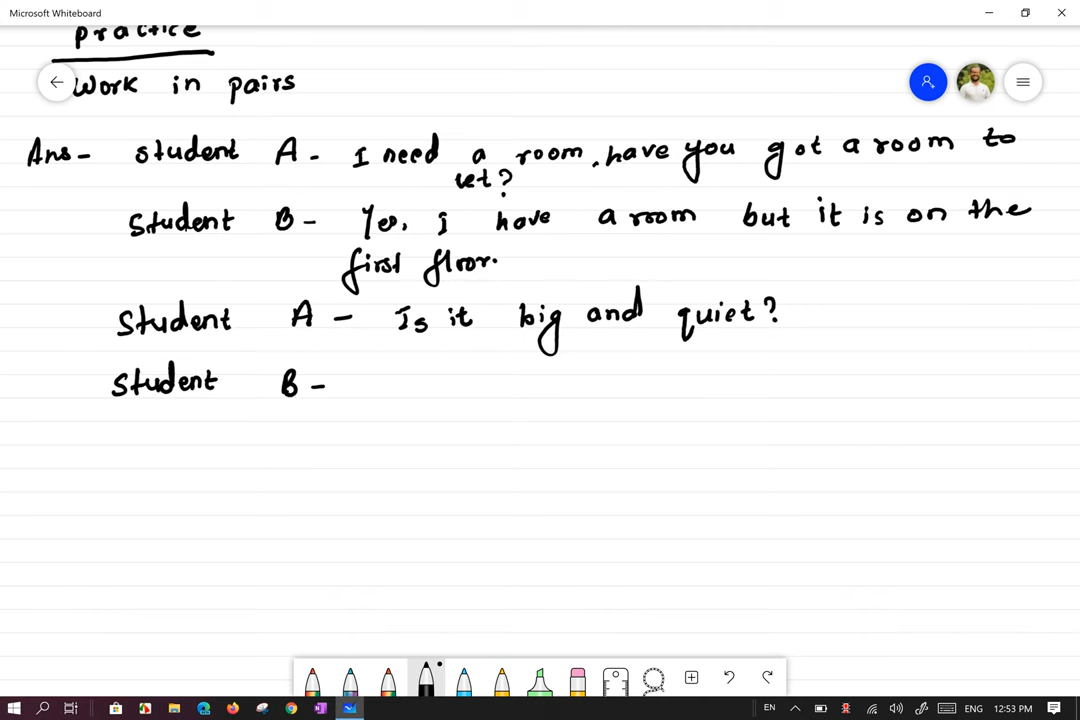 Microsoft Whiteboard
practice
Work in pairs
Ans- student A - I need a room, have you got a room to
let?
Student B - Yes, I have a room but it is on the
first floor.
Student A - Is it big and quiet?
Student B -
EN ENG 12:53 PM